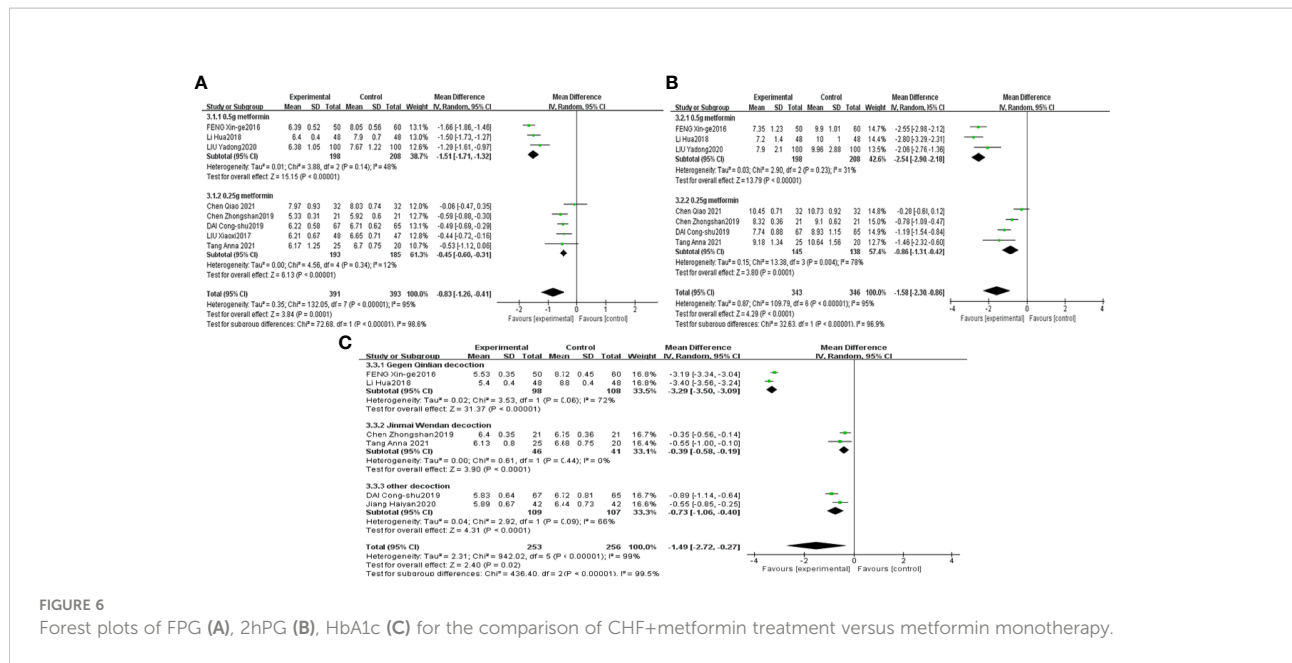 A
Experimental Control Mean Difference Mean Difference
Study or Subgroup Mean SD Total Mean SD Total Weight IV, Random, 95% CI IV, Random, 95% CI
3.1.1 0.5g metformin
FENG Xin-ge2016 6.39 0.52 50 8.05 0.56 60 13.1% -1.66 [-1.86, -1.46]
Li Hua2018 6.4 0.4 48 7.9 0.7 48 13.0% -1.50 [-1.73, -1.27]
LIU Yadong2020 6.38 1.05 100 7.67 1.22 100 12.6% -1.29 [-1.61, -0.97]
Subtotal (95% CI) 198 208 38.7% -1.51 [-1.71, -1.32]
Heterogeneity: Tau² = 0.01; Chi² = 3.88, df = 2 (P = 0.14); I² = 48%
Test for overall effect: Z = 15.15 (P < 0.00001)
3.1.2 0.25g metformin
Chen Qiao 2021 7.97 0.93 32 8.03 0.74 32 12.0% -0.06 [-0.47, 0.35]
Chen Zhongshan2019 5.33 0.31 21 5.92 0.6 21 12.7% -0.59 [-0.88, -0.30]
DAI Cong-shu2019 6.22 0.58 67 6.71 0.62 65 13.1% -0.49 [-0.69, -0.29]
LIU Xiaoxi2017 6.21 0.67 48 6.65 0.71 47 12.8% -0.44 [-0.72, -0.16]
Tang Anna 2021 6.17 1.25 25 6.7 0.75 20 10.7% -0.53 [-1.12, 0.06]
Subtotal (95% CI) 193 185 61.3% -0.45 [-0.60, -0.31]
Heterogeneity: Tau² = 0.00; Chi² = 4.56, df = 4 (P = 0.34); I² = 12%
Test for overall effect: Z = 6.13 (P < 0.00001)
Total (95% CI) 391 393 100.0% -0.83 [-1.26, -0.41]
Heterogeneity: Tau² = 0.35; Chi² = 132.05, df = 7 (P < 0.00001); I² = 95%
Test for overall effect: Z = 3.84 (P = 0.0001)
Test for subgroup differences: Chi² = 72.68, df = 1 (P < 0.00001), I² = 98.6%
-4 -2 0 2 4
Favours [experimental] Favours [control]
B
Experimental Control Mean Difference Mean Difference
Study or Subgroup Mean SD Total Mean SD Total Weight IV, Random, 95% CI IV, Random, 95% CI
3.2.1 0.5g metformin
FENG Xin-ge2016 7.35 1.23 50 9.9 1.01 60 14.7% -2.55 [-2.98, -2.12]
Li Hua2018 7.2 1.4 48 10 1 48 -2.80 [-3.29, -2.31]
LIU Yadong2020 7.9 2.1 100 9.96 2.88 100 -2.06 [-2.76, -1.36]
Subtotal (95% CI) 198 208 42.6% -2.54 [-2.90, -2.18]
Heterogeneity: Tau² = 0.03; Chi² = 2.90, df = 2 (P = 0.23); I² = 31%
Test for overall effect: Z = 13.79 (P < 0.00001)
3.2.2 0.25g metformin
Chen Qiao 2021 10.45 0.71 32 10.73 0.92 32 14.8% -0.28 [-0.68, 0.12]
Chen Zhongshan2019 8.32 0.36 21 9.1 0.62 21 -0.78 [-1.09, -0.47]
DAI Cong-shu2019 7.74 0.88 67 8.93 1.15 65 -1.19 [-1.54, -0.84]
Tang Anna 2021 9.18 1.34 25 10.64 1.56 20 -1.46 [-2.32, -0.60]
Subtotal (95% CI) 145 138 57.4% -0.86 [-1.31, -0.42]
Heterogeneity: Tau² = 0.15; Chi² = 13.38, df = 3 (P = 0.004); I² = 78%
Test for overall effect: Z = 3.80 (P = 0.0001)
Total (95% CI) 343 346 100.0% -1.58 [-2.30, -0.86]
Heterogeneity: Tau² = 0.87; Chi² = 109.79, df = 6 (P < 0.00001); I² = 95%
Test for overall effect: Z = 4.29 (P < 0.0001)
Test for subgroup differences: Chi² = 32.63, df = 1 (P < 0.00001), I² = 96.9%
-4 -2 0 2 4
Favours [experimental] Favours [control]
C
Experimental Control Mean Difference Mean Difference
Study or Subgroup Mean SD Total Mean SD Total Weight IV, Random, 95% CI IV, Random, 95% CI
3.3.1 Gegen Qinlian decoction
FENG Xin-ge2016 5.53 0.35 50 8.72 0.45 60 16.8% -3.19 [-3.34, -3.04]
Li Hua2018 5.4 0.4 48 8.8 0.4 48 16.8% -3.40 [-3.56, -3.24]
Subtotal (95% CI) 98 108 33.5% -3.29 [-3.50, -3.09]
Heterogeneity: Tau² = 0.02; Chi² = 3.53, df = 1 (P = 0.06); I² = 72%
Test for overall effect: Z = 31.37 (P < 0.00001)
3.3.2 Jinmai Wendan decoction
Chen Zhongshan2019 6.4 0.35 21 6.75 0.36 21 16.7% -0.35 [-0.56, -0.14]
Tang Anna 2021 6.13 0.8 25 6.68 0.75 20 16.4% -0.55 [-1.00, -0.10]
Subtotal (95% CI) 46 41 33.1% -0.39 [-0.58, -0.19]
Heterogeneity: Tau² = 0.00; Chi² = 0.61, df = 1 (P = 0.44); I² = 0%
Test for overall effect: Z = 3.90 (P < 0.0001)
3.3.3 other decoction
DAI Cong-shu2019 5.83 0.64 67 6.72 0.81 65 16.7% -0.89 [-1.14, -0.64]
Jiang Haiyan2020 5.89 0.67 42 6.44 0.73 42 16.6% -0.55 [-0.85, -0.25]
Subtotal (95% CI) 109 107 33.3% -0.73 [-1.06, -0.40]
Heterogeneity: Tau² = 0.04; Chi² = 2.92, df = 1 (P = 0.09); I² = 66%
Test for overall effect: Z = 4.31 (P < 0.0001)
Total (95% CI) 253 256 100.0% -1.49 [-2.72, -0.27]
Heterogeneity: Tau² = 2.31; Chi² = 942.02, df = 5 (P < 0.00001); I² = 99%
Test for overall effect: Z = 2.40 (P = 0.02)
Test for subgroup differences: Chi² = 436.40, df = 2 (P < 0.00001), I² = 99.5%
-4 -2 0 2 4
Favours [experimental] Favours [control]
FIGURE 6
Forest plots of FPG (A), 2hPG (B), HbA1c (C) for the comparison of CHF+metformin treatment versus metformin monotherapy.